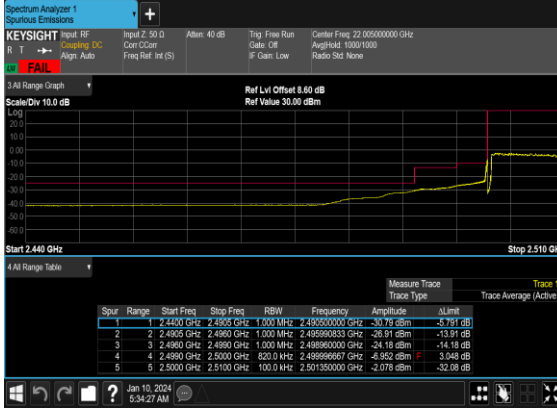 Spectrum Analyzer 1
Spurious Emissions
+
KEYSIGHT Input: RF Input Z: 50 Ω Atten: 40 dB Trig: Free Run Center Freq: 22.005000000 GHz
R T Coupling: DC Corr CCorr Gate: Off Avg|Hold: 1000/1000
Align: Auto Freq Ref: Int (S) IF Gain: Low Radio Std: None
FAIL
3 All Range Graph
Ref Lvl Offset 8.60 dB
Scale/Div 10.0 dB Ref Value 30.00 dBm
Log
20.0
10.0
0.00
-10.0
-20.0
-30.0
-40.0
-50.0
-60.0
Start 2.440 GHz Stop 2.510 GH
4 All Range Table
Measure Trace Trace 1
Trace Type Trace Average (Active
Spur Range Start Freq Stop Freq RBW Frequency Amplitude ΔLimit
1 1 2.4400 GHz 2.4905 GHz 1.000 MHz 2.490500000 GHz -30.79 dBm -5.791 dB
2 2 2.4905 GHz 2.4960 GHz 1.000 MHz 2.495990833 GHz -26.91 dBm -13.91 dB
3 3 2.4960 GHz 2.4990 GHz 1.000 MHz 2.498960000 GHz -24.18 dBm -14.18 dB
4 4 2.4990 GHz 2.5000 GHz 820.0 kHz 2.499996667 GHz -6.952 dBm F 3.048 dB
5 5 2.5000 GHz 2.5100 GHz 100.0 kHz 2.501350000 GHz -2.078 dBm -32.08 dB
? Jan 10, 2024
5:34:27 AM